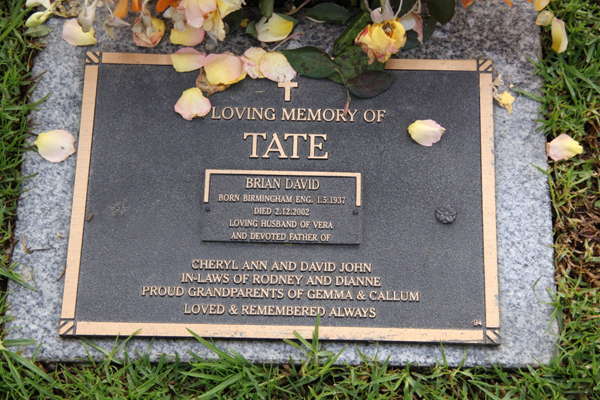 LOVING MEMORY OF
TATE
BRIAN DAVID
BORN BIRMINGHAM ENG. 1.5.1937
DIED 2.12.2002
LOVING HUSBAND OF VERA
AND DEVOTED FATHER OF
CHERYL ANN AND DAVID JOHN
IN-LAWS OF RODNEY AND DIANNE
PROUD GRANDPARENTS OF GEMMA & CALLUM
LOVED & REMEMBERED ALWAYS